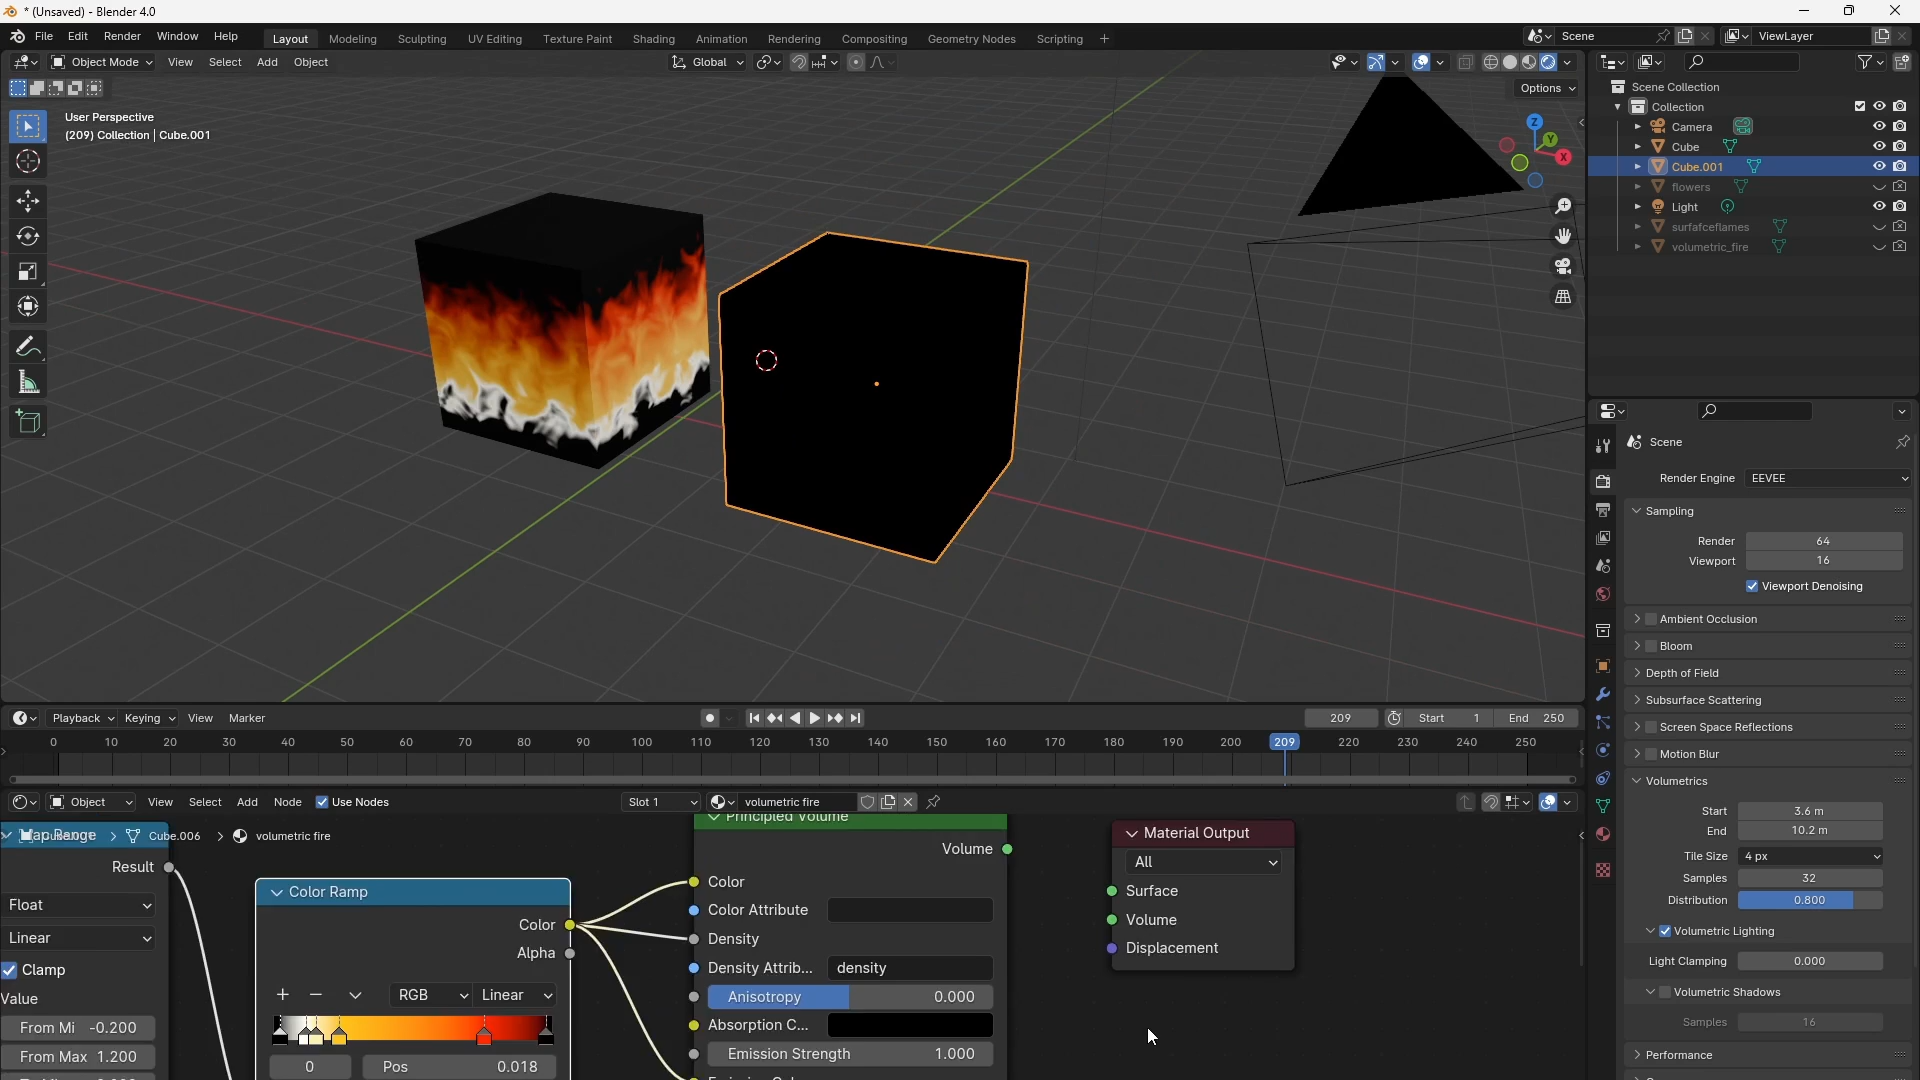 * (Unsaved) - Blender 4.0
File Edit Render Window Help Layout Modeling Sculpting UV Editing Texture Paint Shading Animation Rendering Compositing Geometry Nodes Scripting + Scene ViewLayer
Object Mode View Select Add Object Global
Options
User Perspective
(209) Collection | Cube.001
Z
Y
X
Scene Collection
Collection
Camera
Cube
Cube.001
flowers
Light
surfafceflames
volumetric_fire
Scene
Render Engine EEVEE
Sampling
Render 64
Viewport 16
Viewport Denoising
Ambient Occlusion
Bloom
Depth of Field
Subsurface Scattering
Screen Space Reflections
Motion Blur
Volumetrics
Start 3.6 m
End 10.2 m
Tile Size 4 px
Samples 32
Distribution 0.800
Volumetric Lighting
Light Clamping 0.000
Volumetric Shadows
Samples 16
Performance
Playback Keying View Marker 209 Start 1 End 250
0 10 20 30 40 50 60 70 80 90 100 110 120 130 140 150 160 170 180 190 200 209 220 230 240 250
Object View Select Add Node Use Nodes Slot 1 volumetric fire
Map Range > Cube.006 > volumetric fire
Result
Float
Linear
Clamp
Value
From Mi -0.200
From Max 1.200
Color Ramp
Color
Alpha
RGB Linear
0 Pos 0.018
Principled Volume
Volume
Color
Color Attribute
Density
Density Attrib... density
Anisotropy 0.000
Absorption C...
Emission Strength 1.000
Material Output
All
Surface
Volume
Displacement